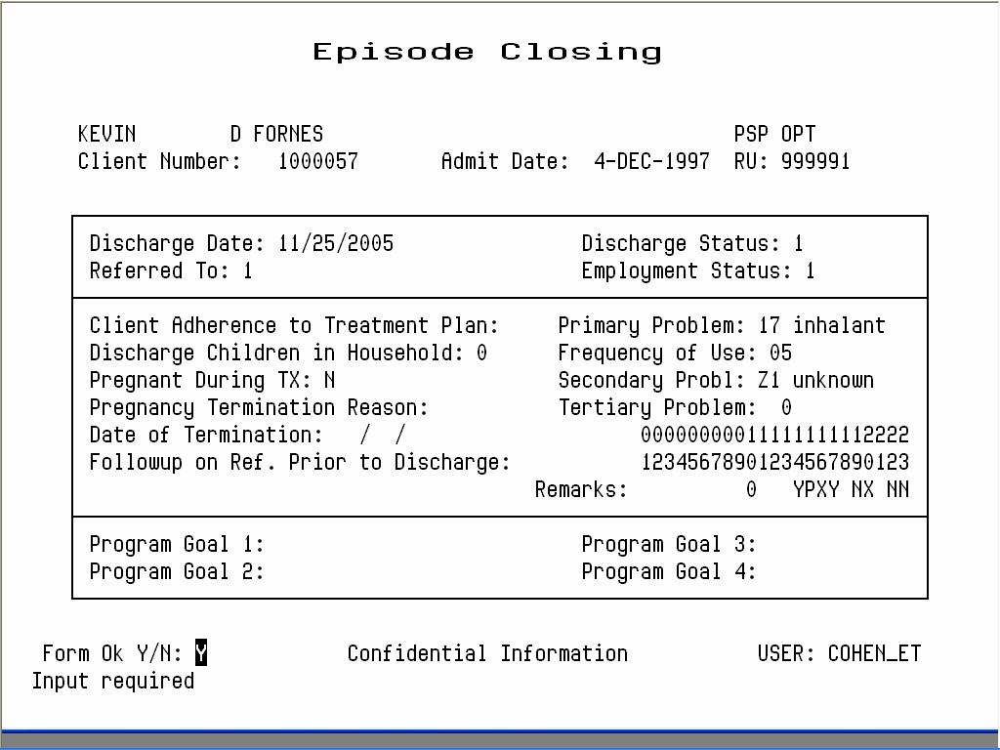 Episode Closing
KEVIN        D FORNES                                   PSP OPT
Client Number:   1000057       Admit Date:  4-DEC-1997  RU: 999991
Discharge Date: 11/25/2005                Discharge Status: 1
Referred To: 1                            Employment Status: 1
Client Adherence to Treatment Plan:     Primary Problem: 17 inhalant
Discharge Children in Household: 0      Frequency of Use: 05
Pregnant During TX: N                   Secondary Probl: Z1 unknown
Pregnancy Termination Reason:           Tertiary Problem:  0
Date of Termination:   /  /                    00000000011111111112222
Followup on Ref. Prior to Discharge:           12345678901234567890123
Remarks:          0   YPXY NX NN
Program Goal 1:                           Program Goal 3:
Program Goal 2:                           Program Goal 4:
Form Ok Y/N: Y            Confidential Information           USER: COHEN_ET
Input required